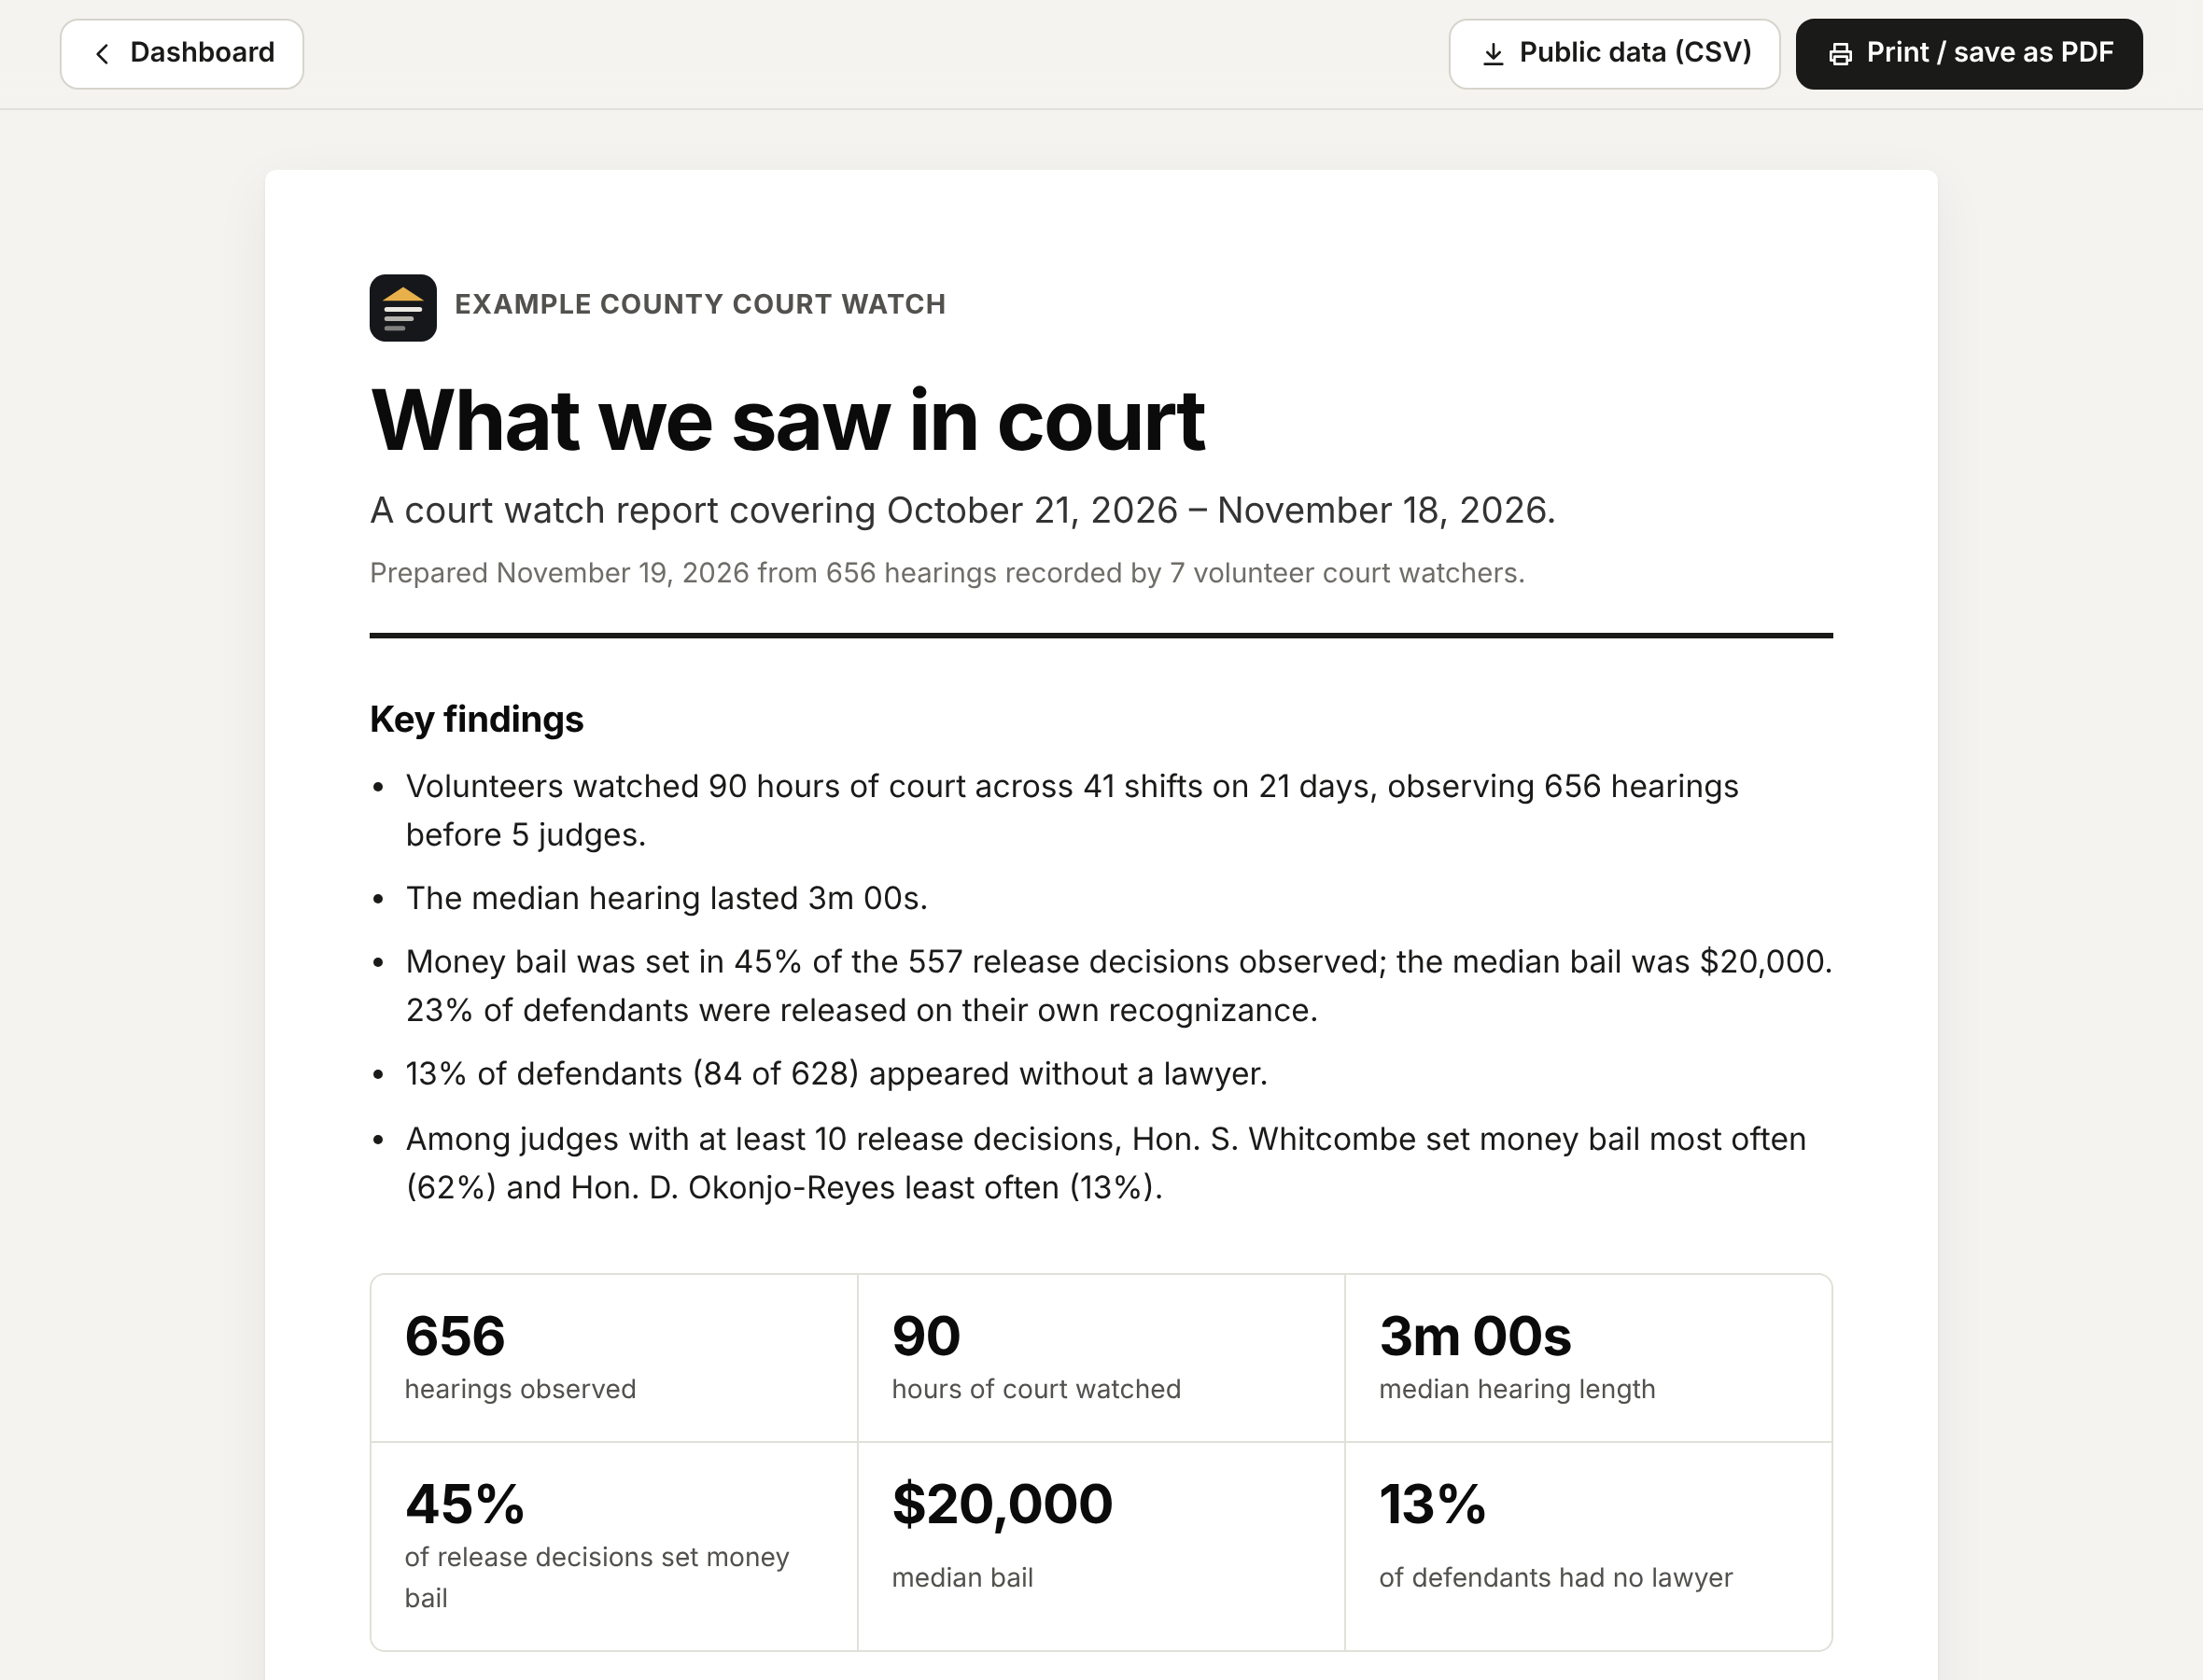 Dashboard
Public data (CSV)
Print / save as PDF
EXAMPLE COUNTY COURT WATCH
What we saw in court
A court watch report covering October 21, 2026 – November 18, 2026.
Prepared November 19, 2026 from 656 hearings recorded by 7 volunteer court watchers.
Key findings
• Volunteers watched 90 hours of court across 41 shifts on 21 days, observing 656 hearings
before 5 judges.
• The median hearing lasted 3m 00s.
• Money bail was set in 45% of the 557 release decisions observed; the median bail was $20,000.
23% of defendants were released on their own recognizance.
• 13% of defendants (84 of 628) appeared without a lawyer.
• Among judges with at least 10 release decisions, Hon. S. Whitcombe set money bail most often
(62%) and Hon. D. Okonjo-Reyes least often (13%).
656
hearings observed
90
hours of court watched
3m 00s
median hearing length
45%
of release decisions set money
bail
$20,000
median bail
13%
of defendants had no lawyer